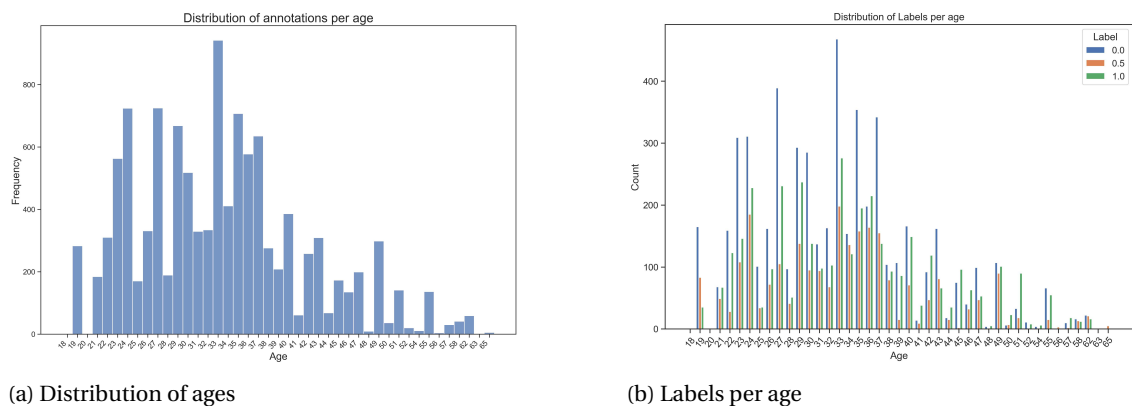 Distribution of annotations per age
Frequency
800
600
400
200
0
18 19 20 21 22 23 24 25 26 27 28 29 30 31 32 33 34 35 36 37 38 39 40 41 42 43 44 45 46 47 48 49 50 51 52 54 55 56 57 58 62 63 65
Age
(a) Distribution of ages
Distribution of Labels per age
Label
0.0
0.5
1.0
Count
400
300
200
100
0
18 19 20 21 22 23 24 25 26 27 28 29 30 31 32 33 34 35 36 37 38 39 40 41 42 43 44 45 46 47 48 49 50 51 52 54 55 56 57 58 62 63 65
Age
(b) Labels per age